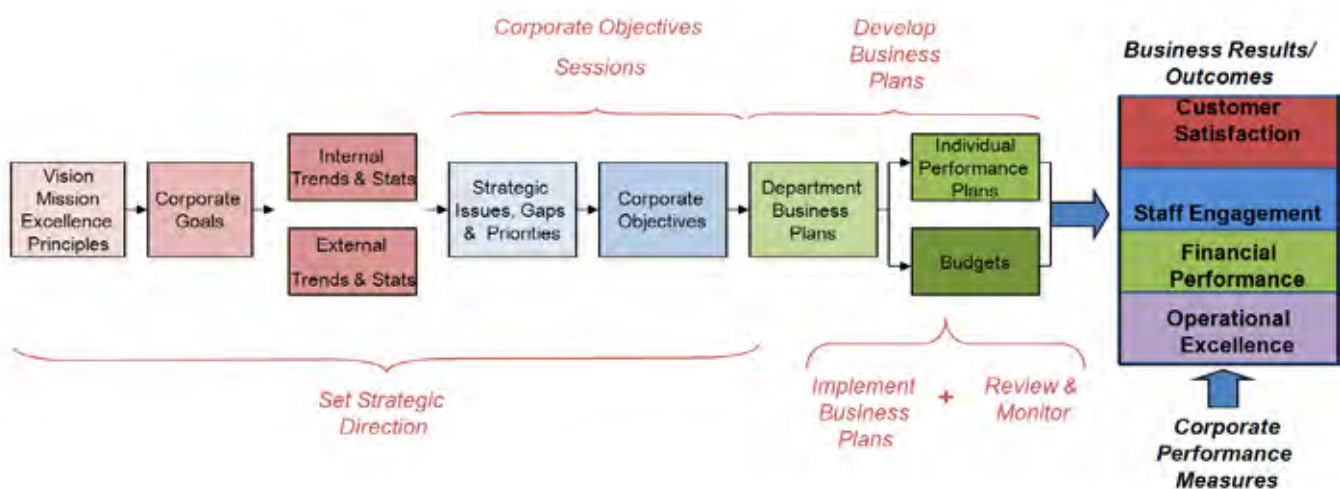 Corporate Objectives
Sessions
Develop
Business
Plans
Business Results/
Outcomes
Vision
Mission
Excellence
Principles
Corporate
Goals
Internal
Trends & Stats
External
Trends & Stats
Strategic
Issues, Gaps
& Priorities
Corporate
Objectives
Department
Business
Plans
Individual
Performance
Plans
Budgets
Customer
Satisfaction
Staff Engagement
Financial
Performance
Operational
Excellence
Set Strategic
Direction
Implement
Business
Plans
+
Review &
Monitor
Corporate
Performance
Measures